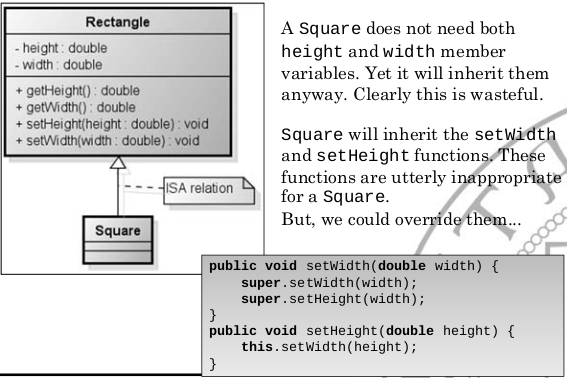 Rectangle
- height : double
- width : double
+ getHeight() : double
+ getWidth() : double
+ setHeight(height : double) : void
+ setWidth(width : double) : void
ISA relation
Square
A Square does not need both
height and width member
variables. Yet it will inherit them
anyway. Clearly this is wasteful.
Square will inherit the setWidth
and setHeight functions. These
functions are utterly inappropriate
for a Square.
But, we could override them...
public void setWidth(double width) {
    super.setWidth(width);
    super.setHeight(width);
}
public void setHeight(double height) {
    this.setWidth(height);
}